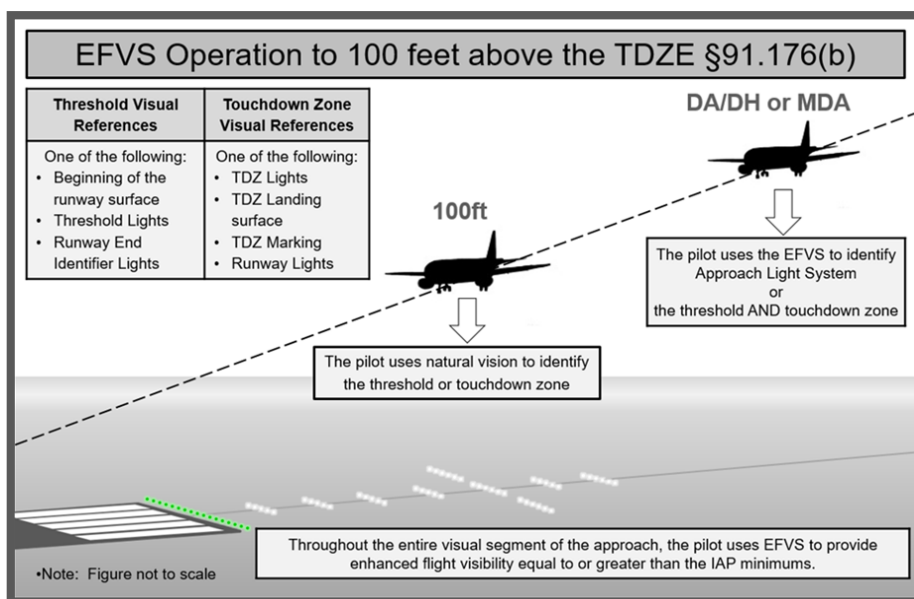 EFVS Operation to 100 feet above the TDZE §91.176(b)
Threshold Visual
References
One of the following:
• Beginning of the
runway surface
• Threshold Lights
• Runway End
Identifier Lights
Touchdown Zone
Visual References
One of the following:
• TDZ Lights
• TDZ Landing
surface
• TDZ Marking
• Runway Lights
DA/DH or MDA
The pilot uses the EFVS to identify
Approach Light System
or
the threshold AND touchdown zone
100ft
The pilot uses natural vision to identify
the threshold or touchdown zone
Throughout the entire visual segment of the approach, the pilot uses EFVS to provide
enhanced flight visibility equal to or greater than the IAP minimums.
•Note: Figure not to scale